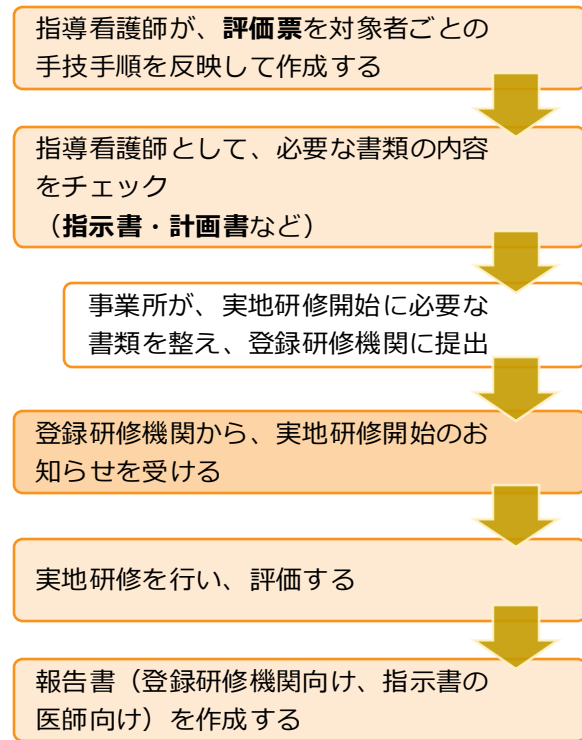 指導看護師が、評価票を対象者ごとの
手技手順を反映して作成する
指導看護師として、必要な書類の内容
をチェック
（指示書・計画書など）
事業所が、実地研修開始に必要な
書類を整え、登録研修機関に提出
登録研修機関から、実地研修開始のお
知らせを受ける
実地研修を行い、評価する
報告書（登録研修機関向け、指示書の
医師向け）を作成する